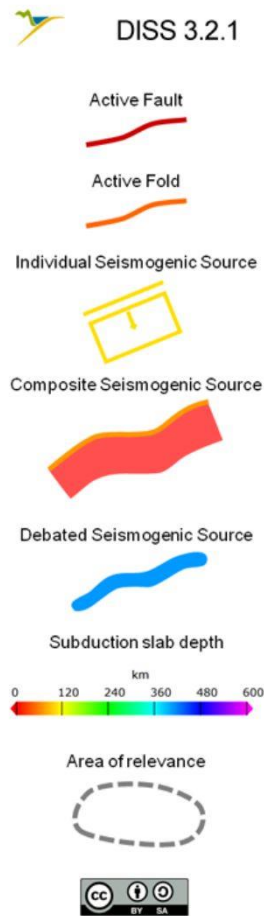 DISS 3.2.1
Active Fault
Active Fold
Individual Seismogenic Source
Composite Seismogenic Source
Debated Seismogenic Source
Subduction slab depth
km
0 120 240 360 480 600
Area of relevance
cc
BY SA